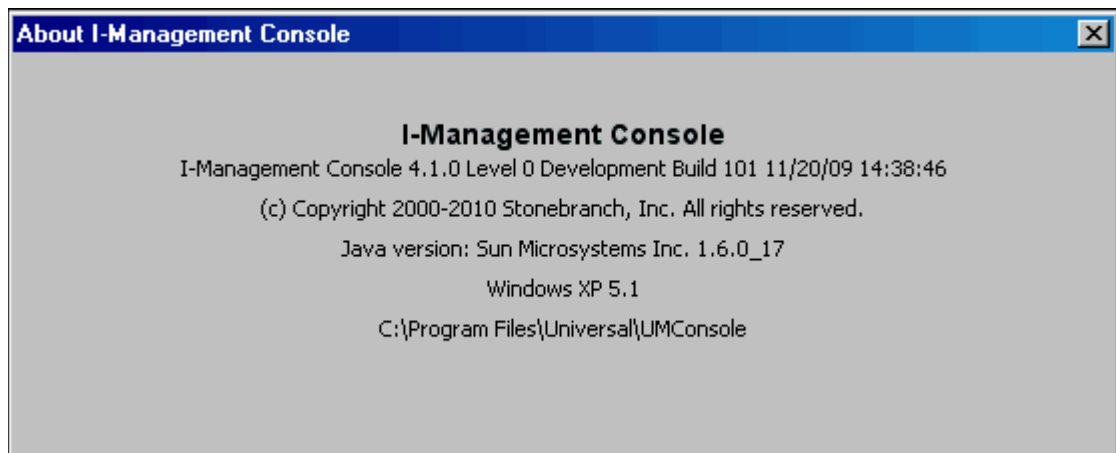 About I-Management Console
I-Management Console
I-Management Console 4.1.0 Level 0 Development Build 101 11/20/09 14:38:46
(c) Copyright 2000-2010 Stonebranch, Inc. All rights reserved.
Java version: Sun Microsystems Inc. 1.6.0_17
Windows XP 5.1
C:\Program Files\Universal\UMConsole